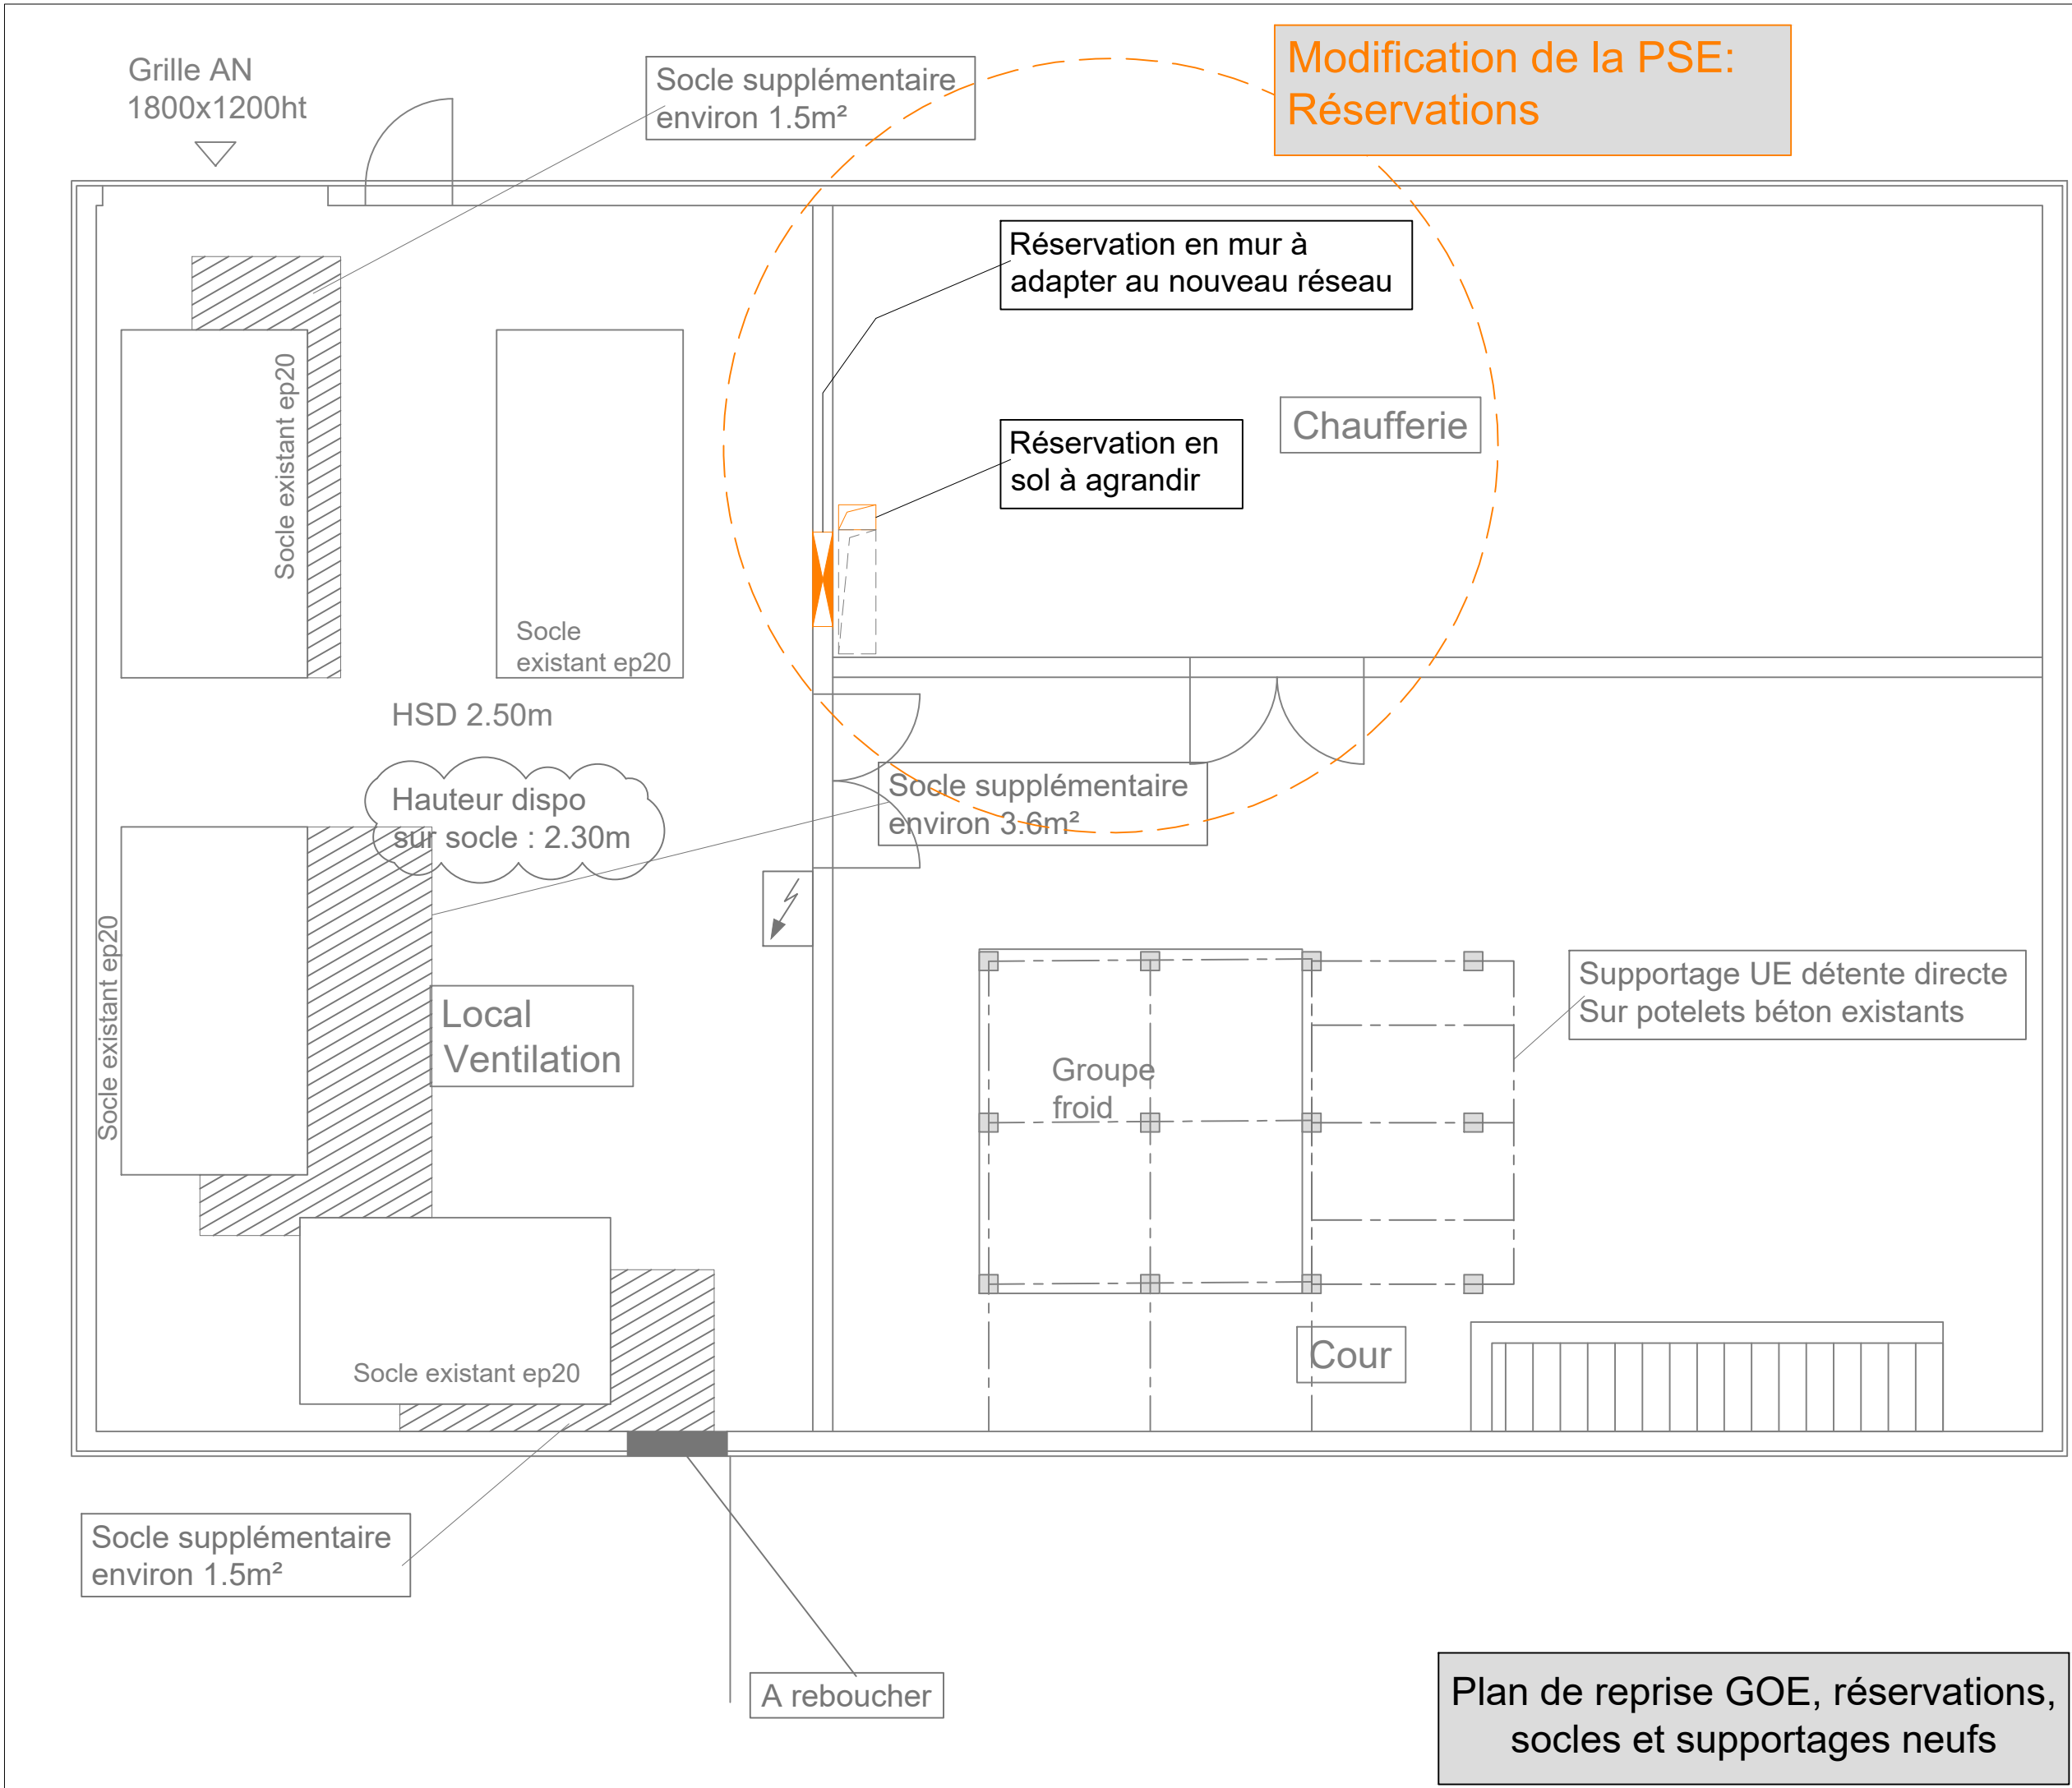 Grille AN
1800x1200ht
Socle supplémentaire
environ 1.5m²
Modification de la PSE:
Réservations
Réservation en mur à
adapter au nouveau réseau
Socle existant ep20
Chaufferie
Réservation en
sol à agrandir
Socle
existant ep20
HSD 2.50m
Hauteur dispo
sur socle : 2.30m
Socle supplémentaire
environ 3.6m²
Socle existant ep20
Local
Ventilation
Supportage UE détente directe
Sur potelets béton existants
Groupe
froid
Cour
Socle existant ep20
Socle supplémentaire
environ 1.5m²
A reboucher
Plan de reprise GOE, réservations,
socles et supportages neufs